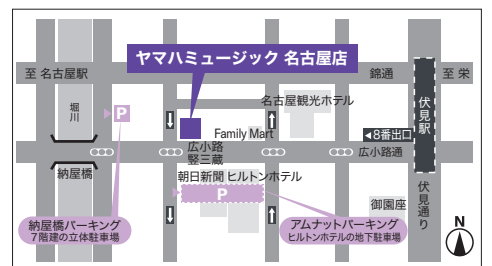 ヤマハミュージック 名古屋店
至 名古屋駅
錦通
至 栄
堀川
P
名古屋観光ホテル
伏見駅
◀8番出口
Family Mart
広小路
竪三蔵
広小路通
納屋橋
朝日新聞 ヒルトンホテル
P
伏見通り
御園座
納屋橋パーキング
7階建の立体駐車場
アムナットパーキング
ヒルトンホテルの地下駐車場
N